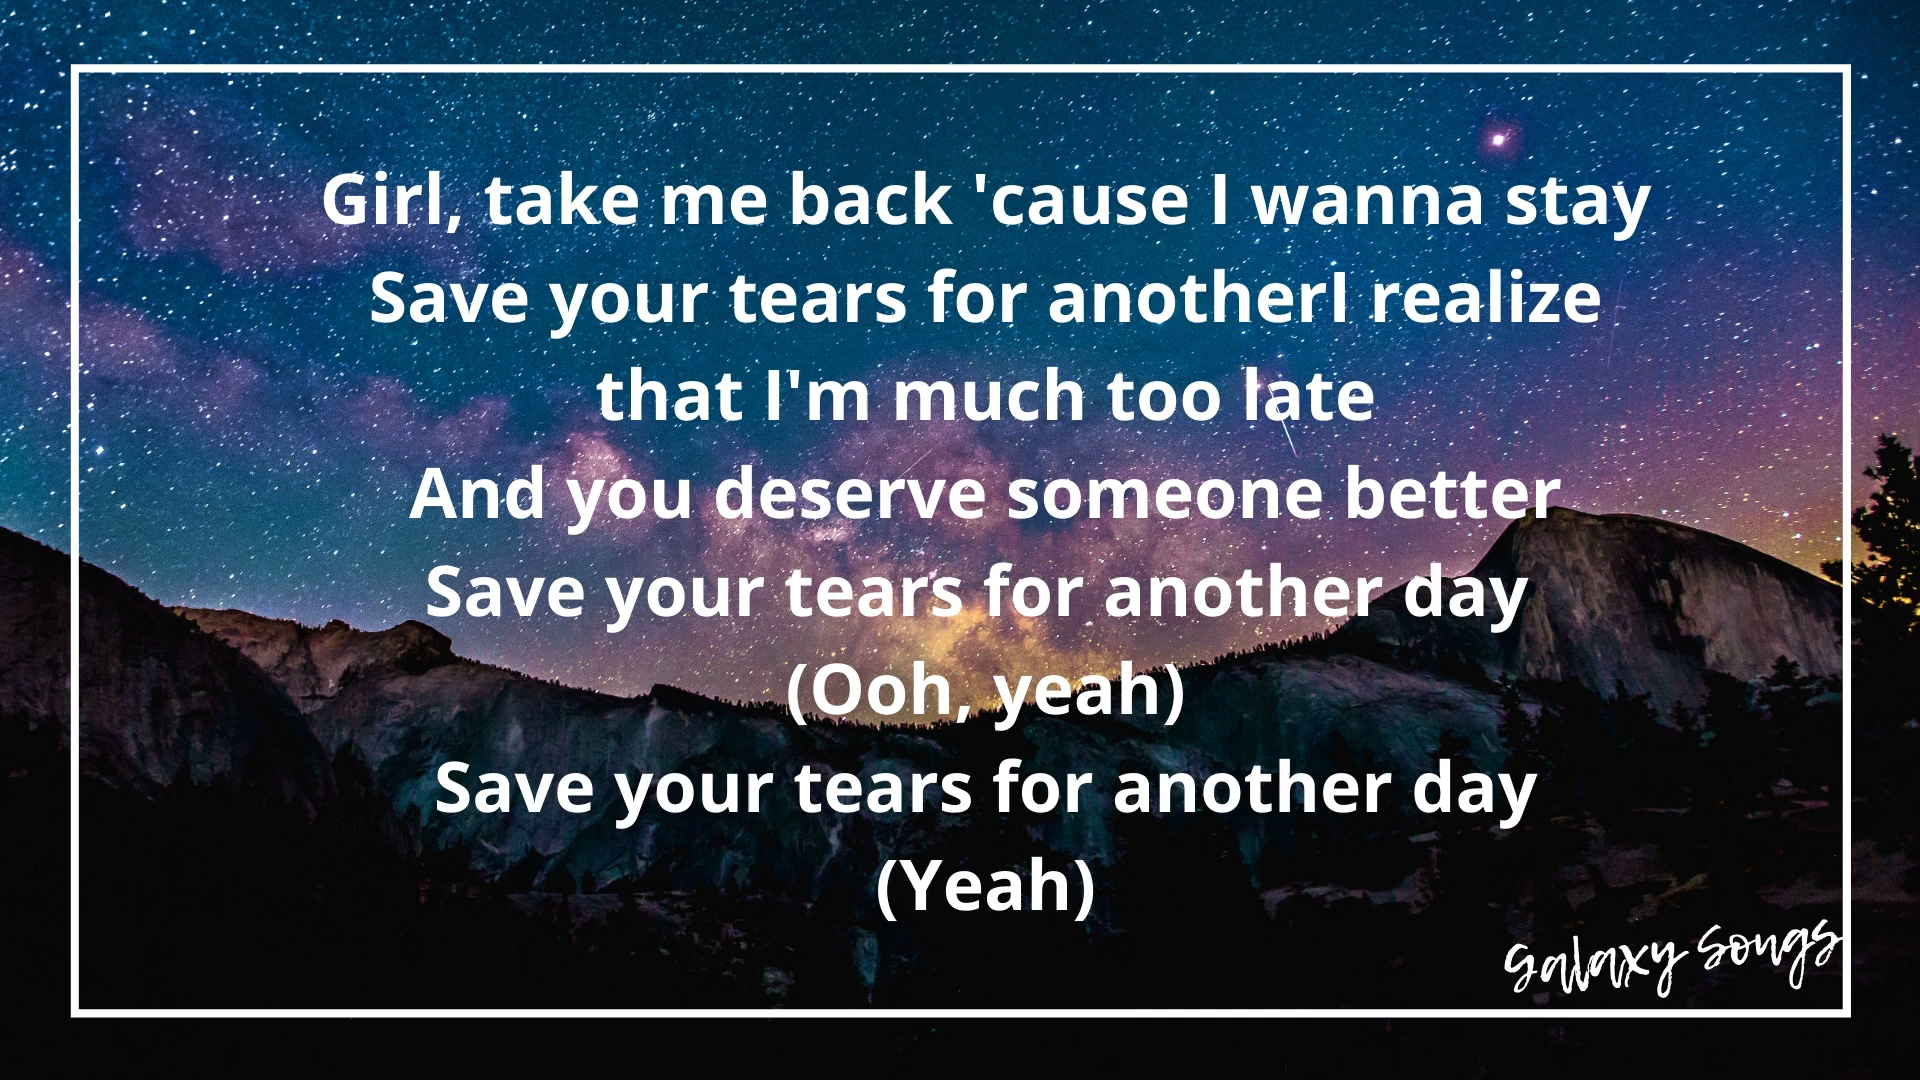 Girl, take me back 'cause I wanna stay
Save your tears for anotherI realize
that I'm much too late
And you deserve someone better
Save your tears for another day
(Ooh, yeah)
Save your tears for another day
(Yeah)
Galaxy Songs